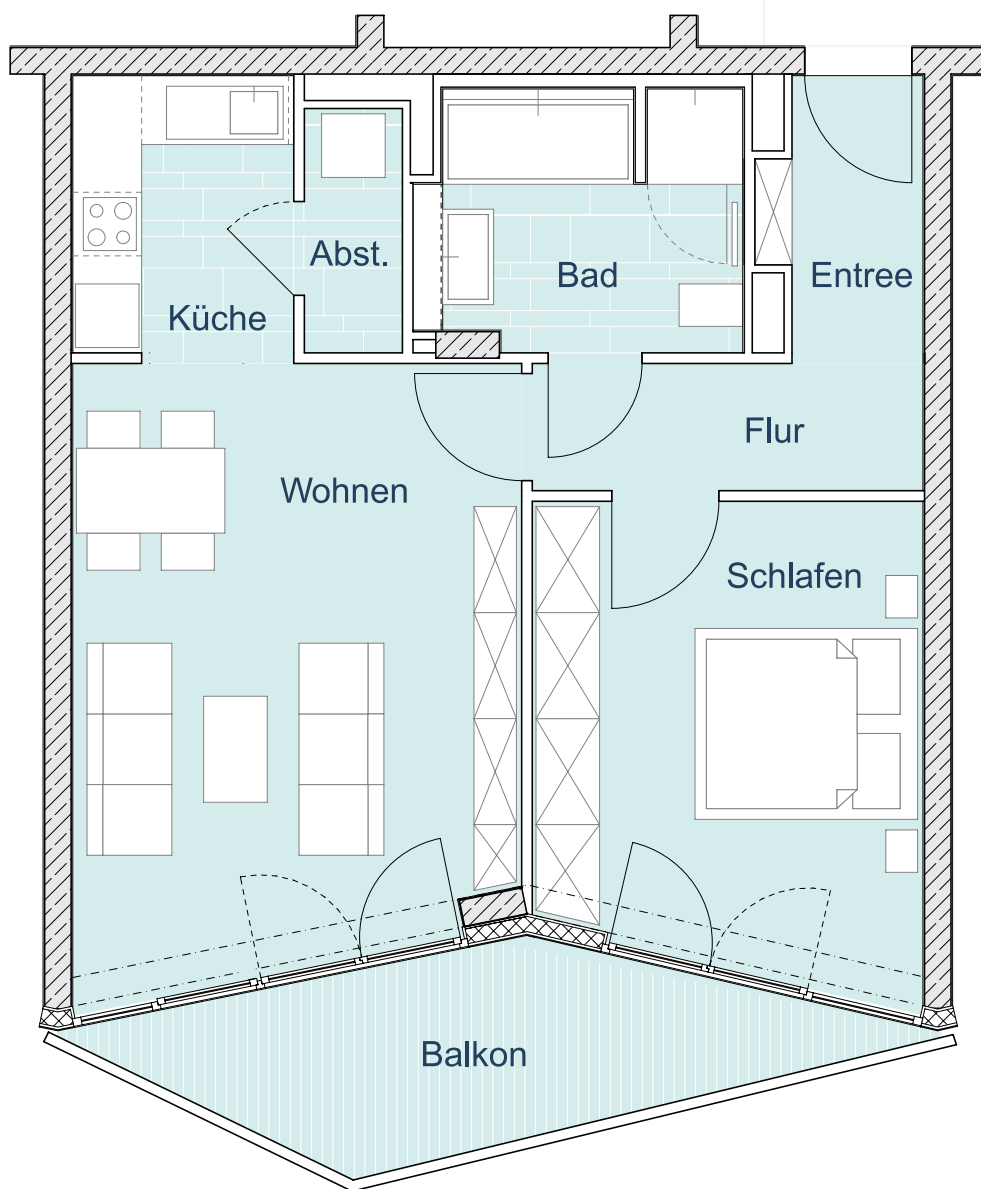 Abst.
Bad
Entree
Küche
Flur
Wohnen
Schlafen
Balkon